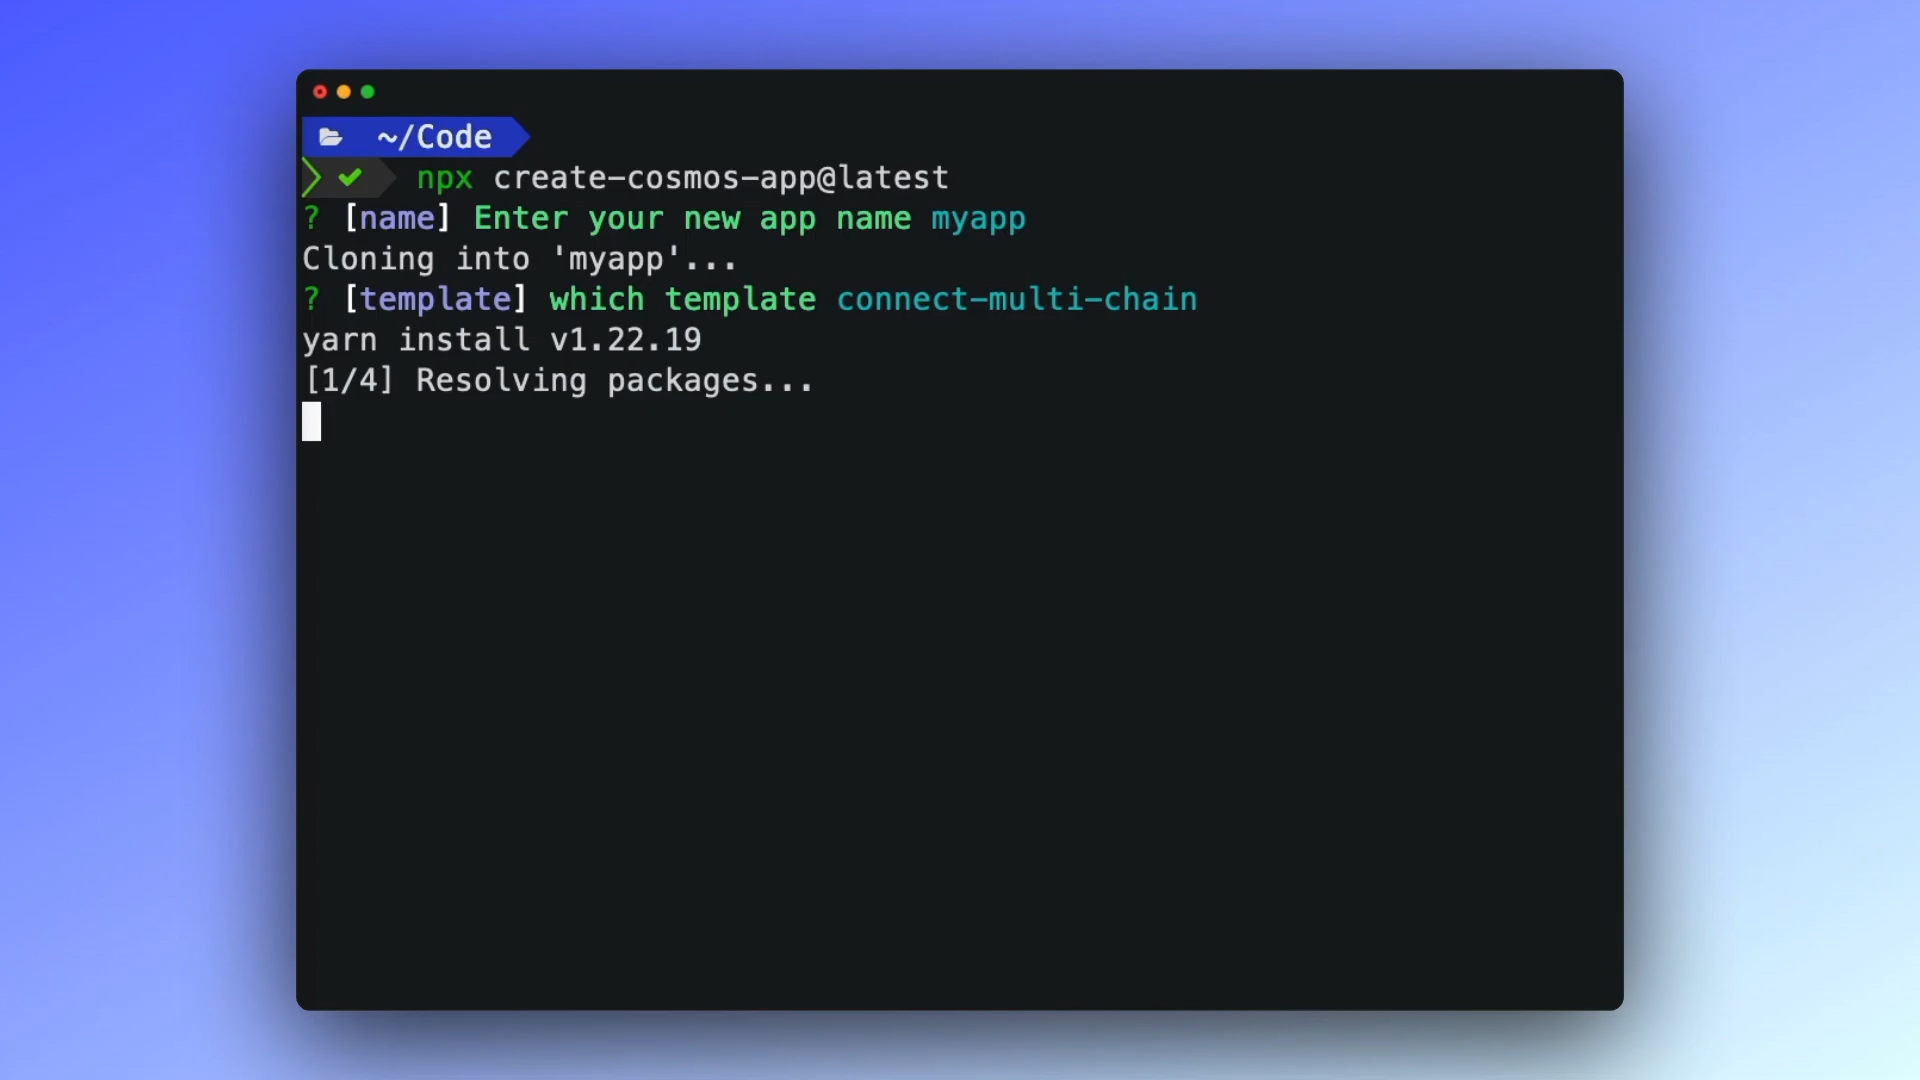 ~/Code
npx create-cosmos-app@latest
? [name] Enter your new app name myapp
Cloning into 'myapp'...
? [template] which template connect-multi-chain
yarn install v1.22.19
[1/4] Resolving packages...